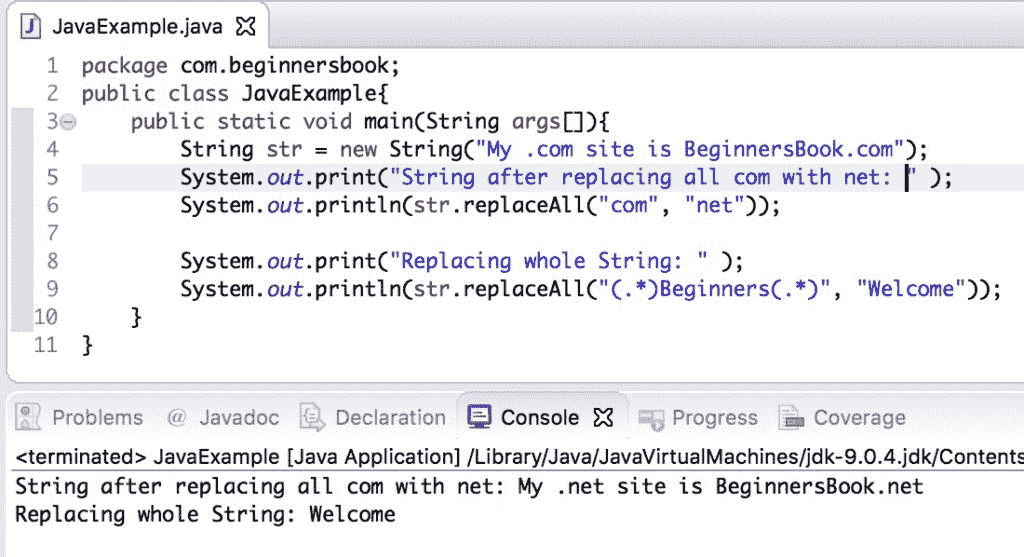 JavaExample.java
1 package com.beginnersbook;
2 public class JavaExample{
3 public static void main(String args[]){
4 String str = new String("My .com site is BeginnersBook.com");
5 System.out.print("String after replacing all com with net: " );
6 System.out.println(str.replaceAll("com", "net"));
7
8 System.out.print("Replacing whole String: " );
9 System.out.println(str.replaceAll("(.*)Beginners(.*)", "Welcome"));
10 }
11 }
Problems @ Javadoc Declaration Console Progress Coverage
<terminated> JavaExample [Java Application] /Library/Java/JavaVirtualMachines/jdk-9.0.4.jdk/Contents
String after replacing all com with net: My .net site is BeginnersBook.net
Replacing whole String: Welcome